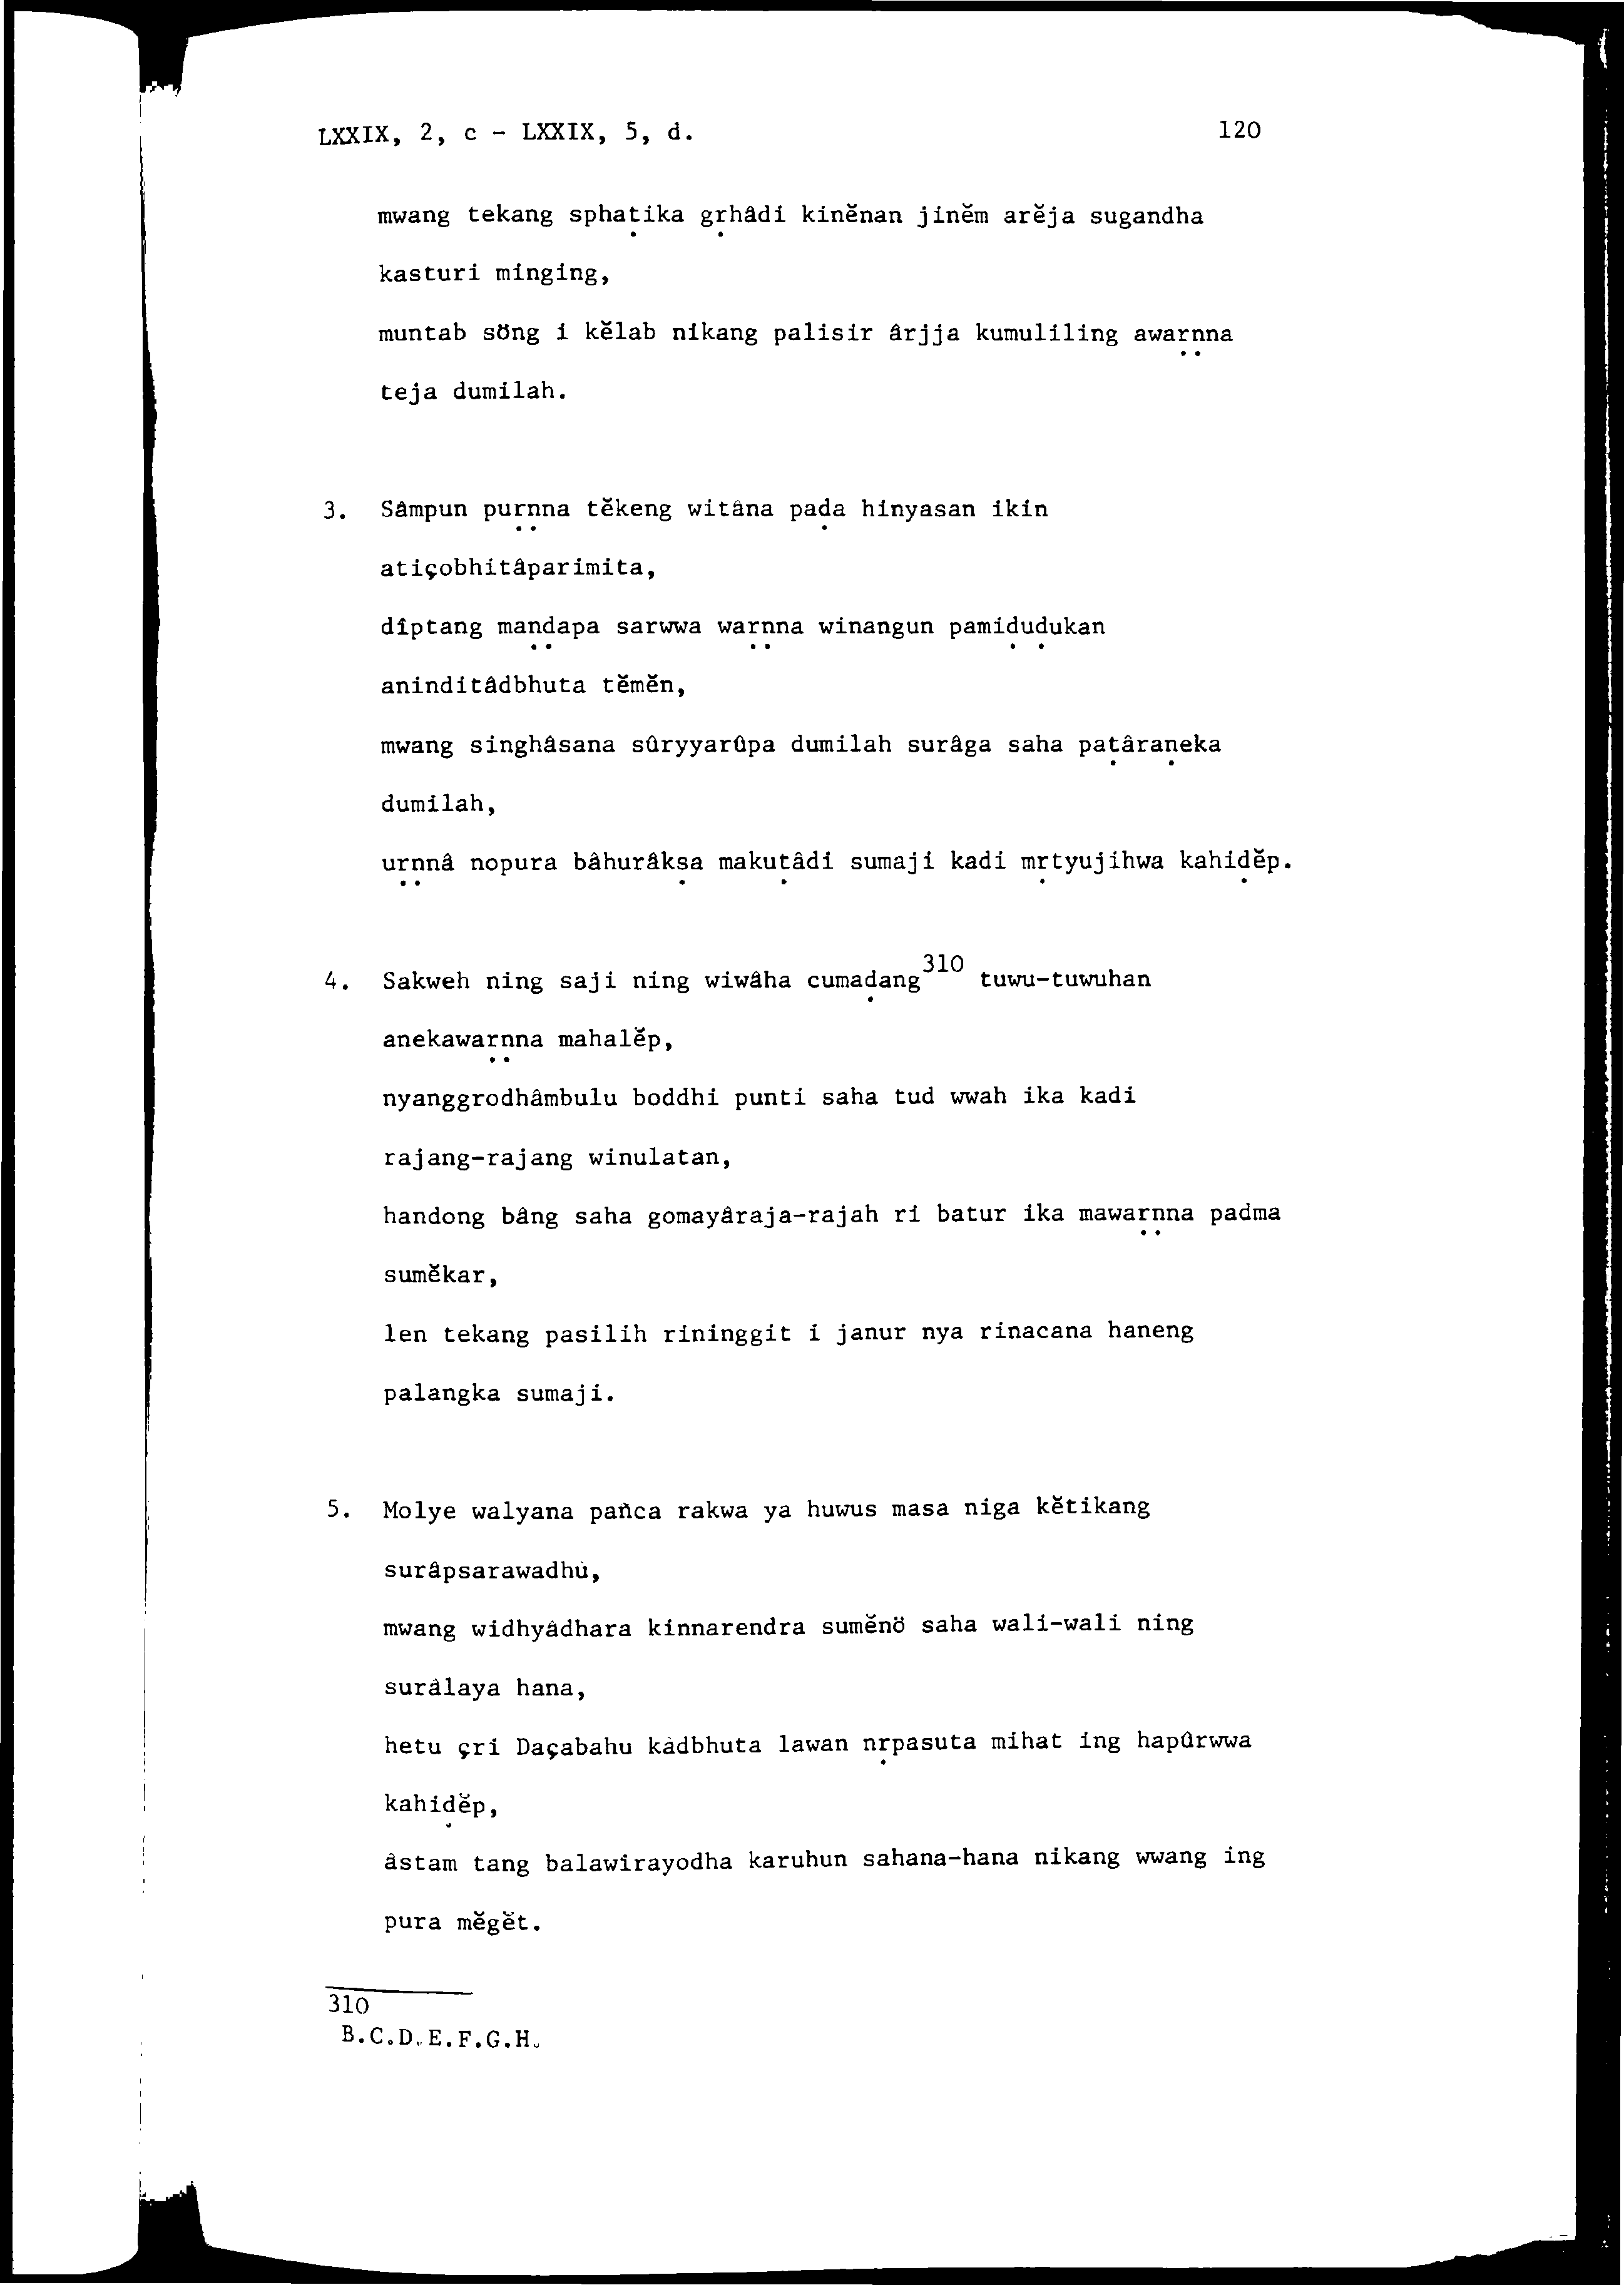 LXXIX, 2, c - LXXIX, 5, d. 120
mwang tekang sphaṭika gṛhâdi kinĕnan jinĕm arĕja sugandha
kasturi minging,
muntab söng i kĕlab nikang palisir ârjja kumuliling awaṛṇna
teja dumilah.
3. Sâmpun puṛṇna tĕkeng witâna paḍa hinyasan ikin
atiçobhitâparimita,
dîptang maṇḍapa sarwwa waṛṇna winangun pamiḍuḍukan
aninditâdbhuta tĕmĕn,
mwang singhâsana sûryyarûpa dumilah surâga saha paṭâraṇeka
dumilah,
uṛṇnâ nopura bâhurâkṣa makuṭâdi sumaji kadi mṛtyujihwa kahiḍĕp.
4. Sakweh ning saji ning wiwâha cumaḍang310 tuwu-tuwuhan
anekawaṛṇna mahalĕp,
nyanggrodhâmbulu boddhi punti saha tud wwah ika kadi
rajang-rajang winulatan,
handong bâng saha gomayâraja-rajah ri batur ika mawaṛṇna padma
sumĕkar,
len tekang pasilih rininggit i janur nya rinacana haneng
palangka sumaji.
5. Molye walyana pañca rakwa ya huwus masa niga kĕtikang
surâpsarawadhu,
mwang widhyâdhara kinnarendra sumĕnö saha wali-wali ning
surâlaya hana,
hetu çri Daçabahu kâdbhuta lawan nṛpasuta mihat ing hapûrwwa
kahiḍĕp,
âstam tang balawirayodha karuhun sahana-hana nikang wwang ing
pura mĕgĕt.
310
B.C.D.E.F.G.H.